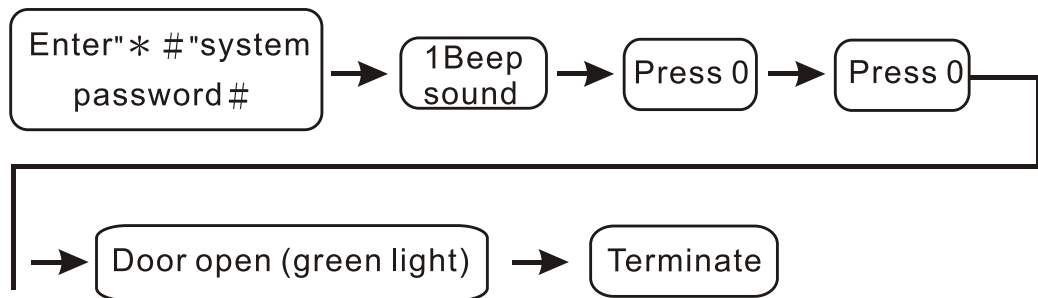 Enter"* #"system
password #
1Beep
sound
Press 0
Press 0
Door open (green light)
Terminate